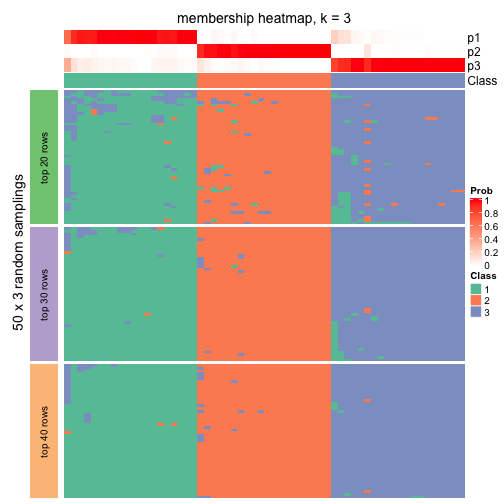 membership heatmap, k = 3
p1
p2
p3
Class
50 x 3 random samplings
top 20 rows
top 30 rows
top 40 rows
Prob
1
0.8
0.6
0.4
0.2
0
Class
1
2
3